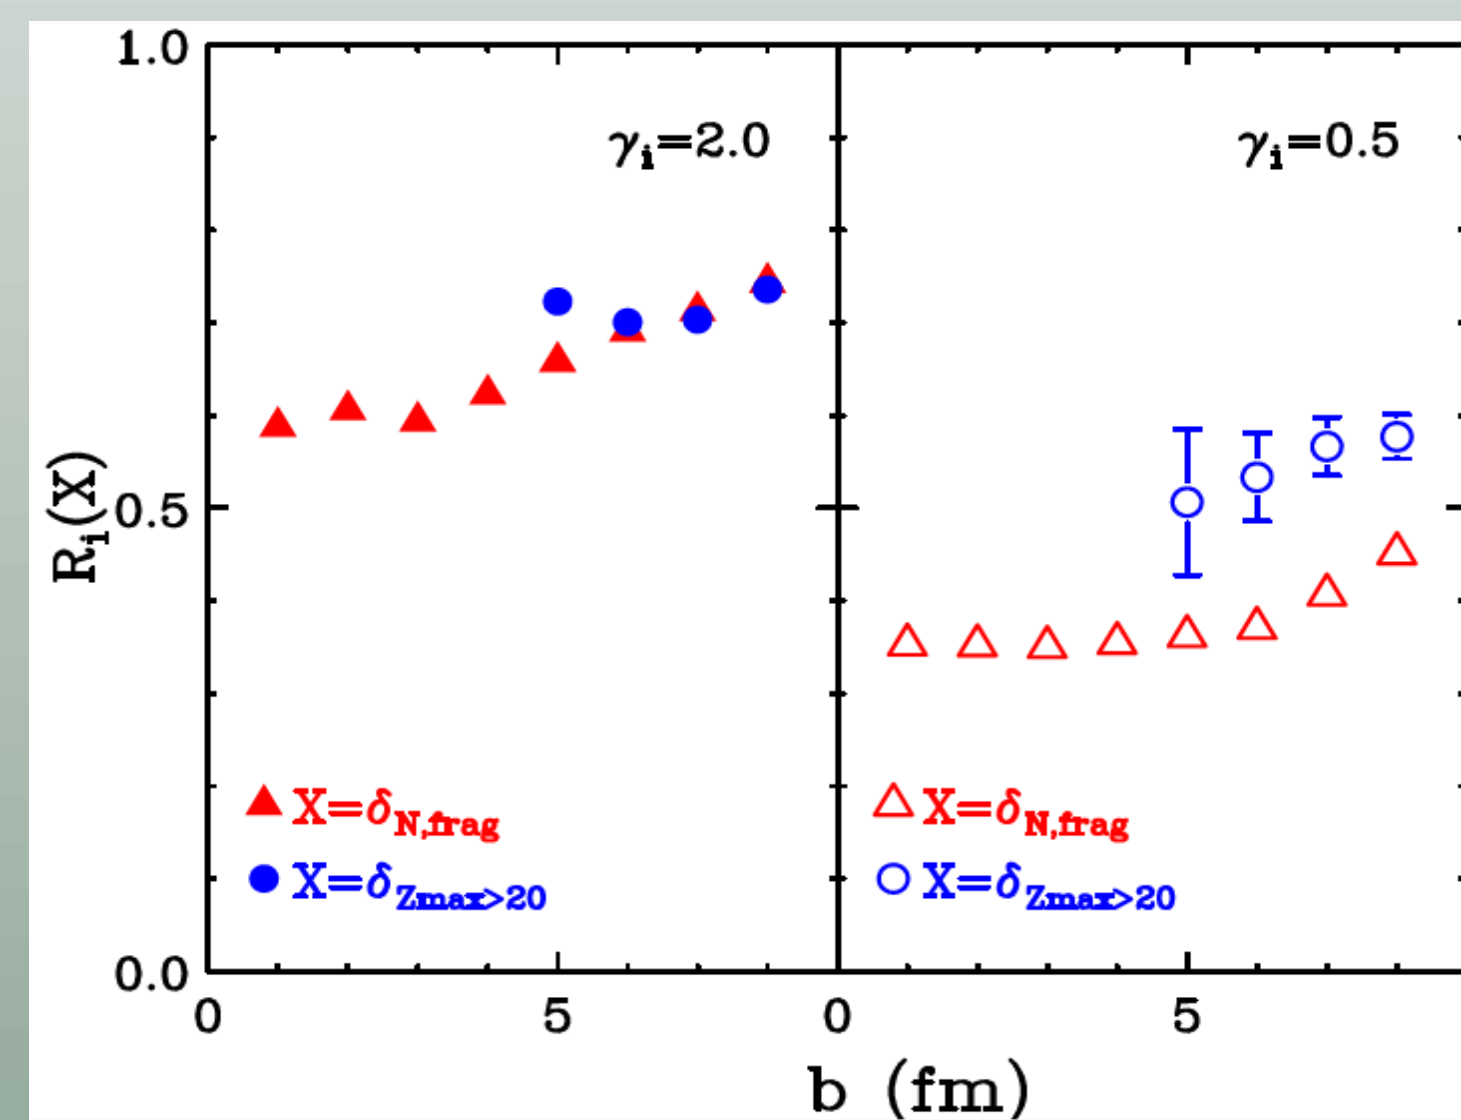 1.0
γi=2.0
γi=0.5
Ri(X)
0.5
X=δN,frag
X=δN,frag
X=δZmax>20
X=δZmax>20
0.0
0 5 0 5
b (fm)